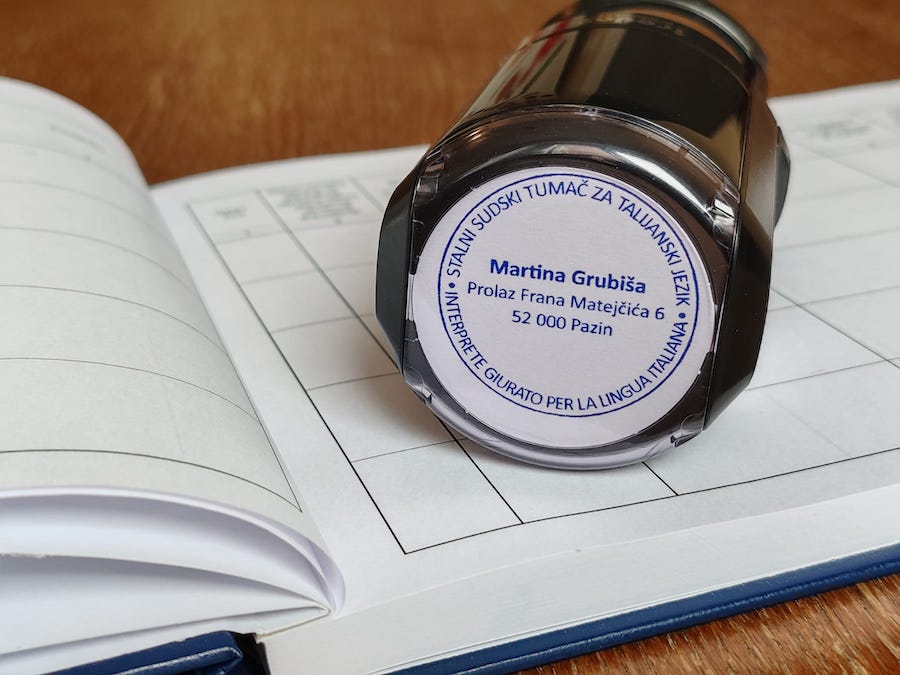 • STALNI SUDSKI TUMAČ ZA TALIJANSKI JEZIK •
Martina Grubiša
Prolaz Frana Matejčića 6
52 000 Pazin
INTERPRETE GIURATO PER LA LINGUA ITALIANA